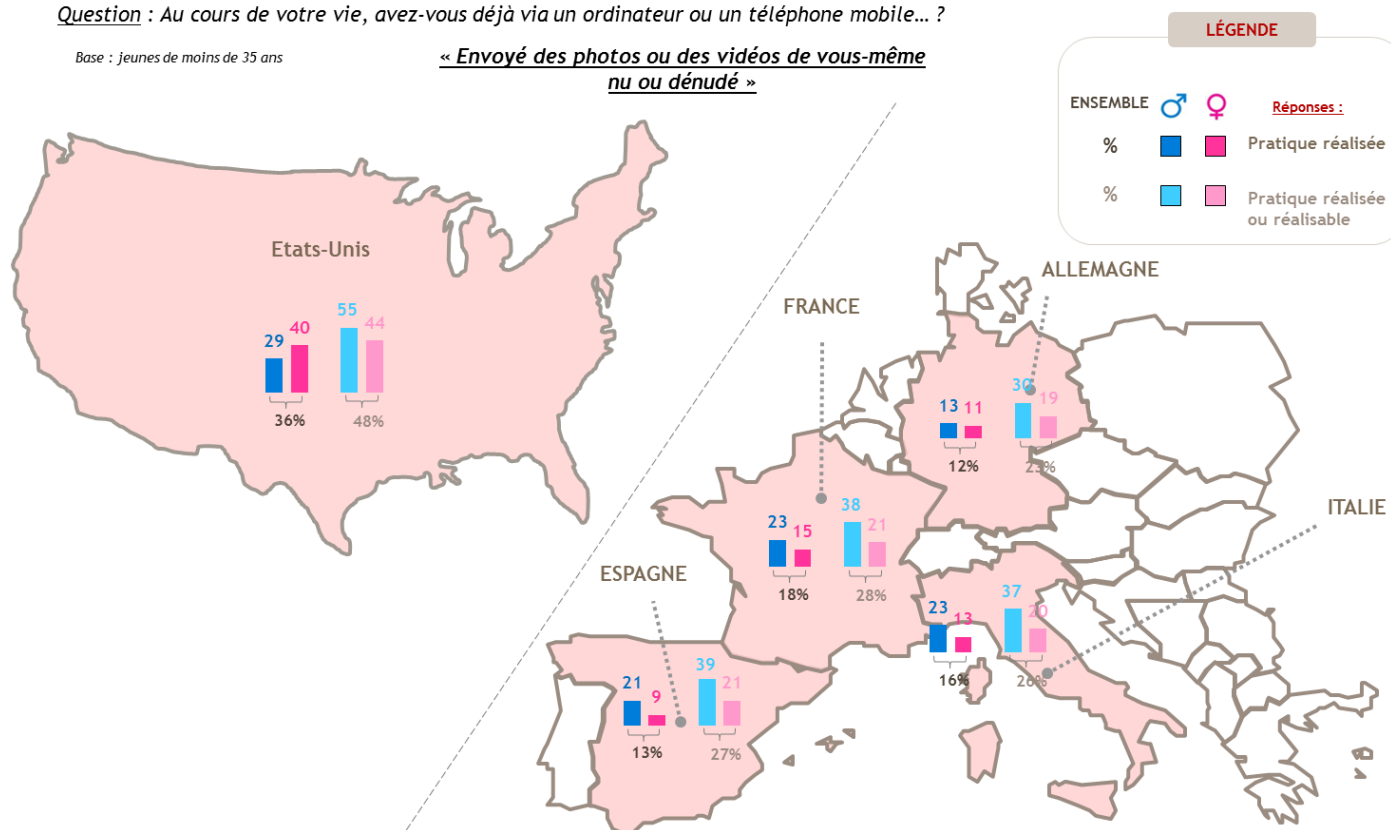 Question : Au cours de votre vie, avez-vous déjà via un ordinateur ou un téléphone mobile… ?
Base : jeunes de moins de 35 ans
« Envoyé des photos ou des vidéos de vous-même
nu ou dénudé »
LÉGENDE
ENSEMBLE ♂ ♀ Réponses :
% Pratique réalisée
% Pratique réalisée
ou réalisable
Etats-Unis
29 40 55 44
36% 48%
ALLEMAGNE
13 11 30 19
12% 23%
FRANCE
23 15 38 21
18% 28%
ITALIE
23 13 37 20
16% 26%
ESPAGNE
21 9 39 21
13% 27%